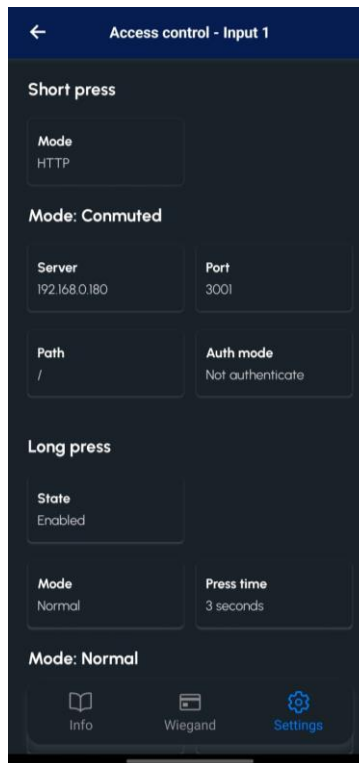 Access control - Input 1
Short press
Mode
HTTP
Mode: Conmuted
Server
192.168.0.180
Port
3001
Path
/
Auth mode
Not authenticate
Long press
State
Enabled
Mode
Normal
Press time
3 seconds
Mode: Normal
Info
Wiegand
Settings